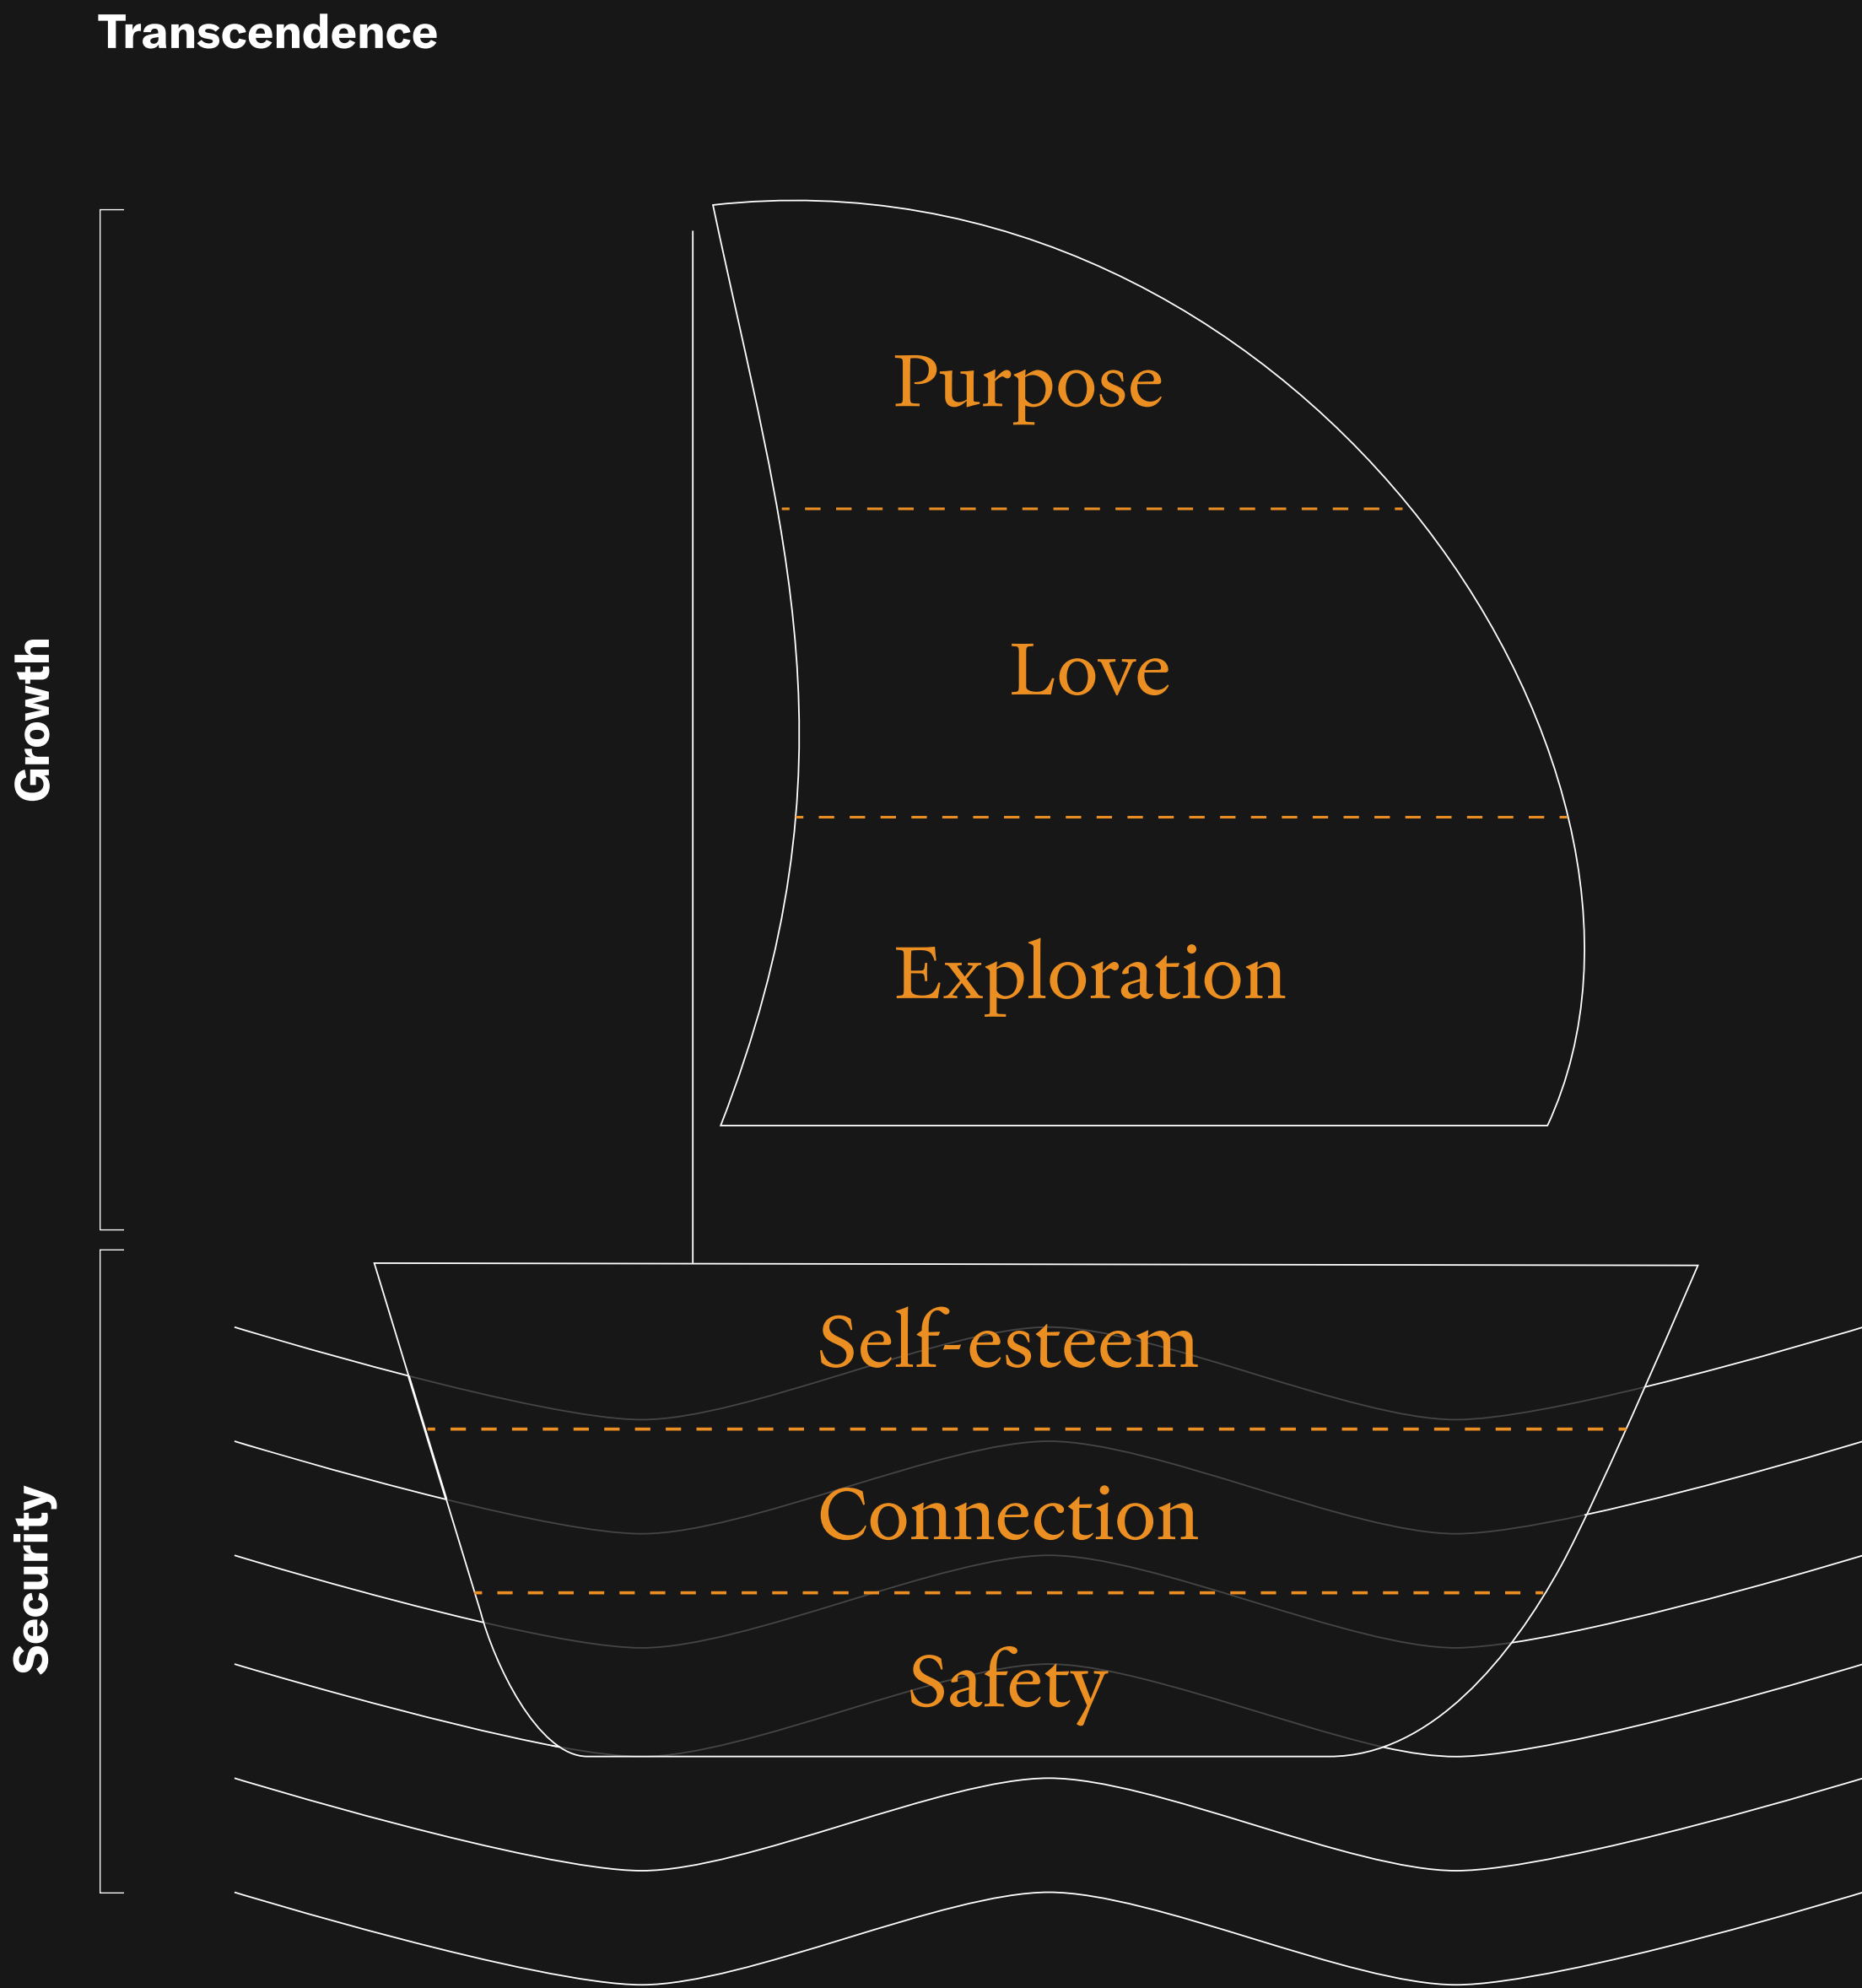 Transcendence
Growth
Purpose
Love
Exploration
Security
Self-esteem
Connection
Safety